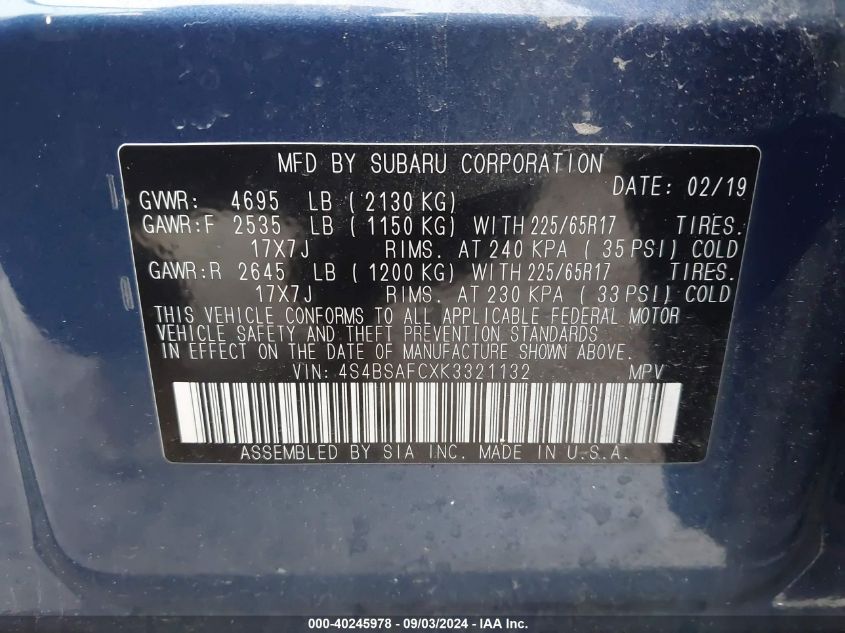 MFD BY SUBARU CORPORATION
DATE: 02/19
GVWR: 4695 LB ( 2130 KG)
GAWR:F 2535 LB ( 1150 KG) WITH 225/65R17 TIRES.
17X7J RIMS. AT 240 KPA ( 35 PSI) COLD
GAWR:R 2645 LB ( 1200 KG) WITH 225/65R17 TIRES.
17X7J RIMS. AT 230 KPA ( 33 PSI) COLD
THIS VEHICLE CONFORMS TO ALL APPLICABLE FEDERAL MOTOR
VEHICLE SAFETY AND THEFT PREVENTION STANDARDS
IN EFFECT ON THE DATE OF MANUFACTURE SHOWN ABOVE.
VIN: 4S4BSAFCXK3321132 MPV
ASSEMBLED BY SIA INC. MADE IN U.S.A.
000-40245978 - 09/03/2024 - IAA Inc.